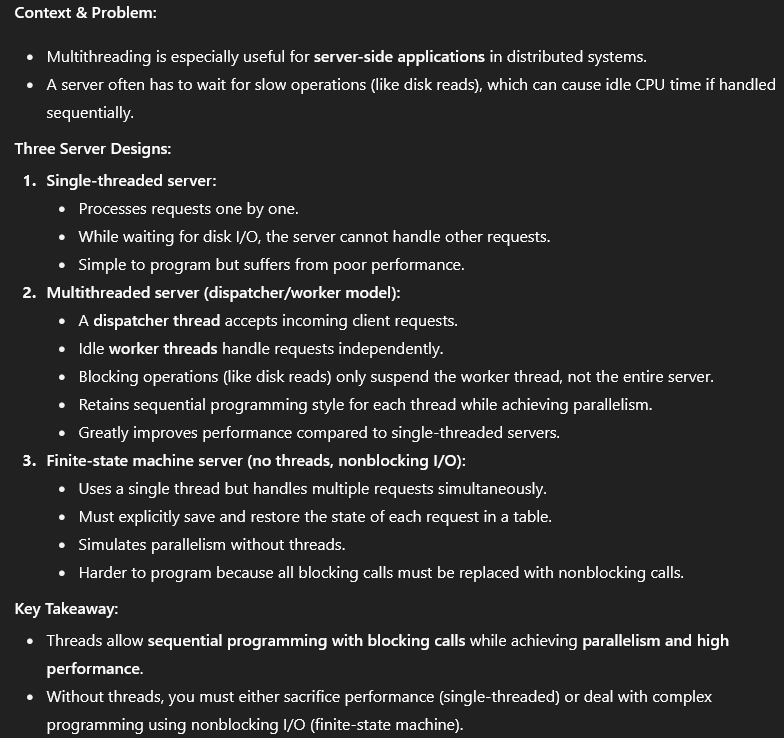 Context & Problem:
• Multithreading is especially useful for server-side applications in distributed systems.
• A server often has to wait for slow operations (like disk reads), which can cause idle CPU time if handled
sequentially.
Three Server Designs:
1. Single-threaded server:
• Processes requests one by one.
• While waiting for disk I/O, the server cannot handle other requests.
• Simple to program but suffers from poor performance.
2. Multithreaded server (dispatcher/worker model):
• A dispatcher thread accepts incoming client requests.
• Idle worker threads handle requests independently.
• Blocking operations (like disk reads) only suspend the worker thread, not the entire server.
• Retains sequential programming style for each thread while achieving parallelism.
• Greatly improves performance compared to single-threaded servers.
3. Finite-state machine server (no threads, nonblocking I/O):
• Uses a single thread but handles multiple requests simultaneously.
• Must explicitly save and restore the state of each request in a table.
• Simulates parallelism without threads.
• Harder to program because all blocking calls must be replaced with nonblocking calls.
Key Takeaway:
• Threads allow sequential programming with blocking calls while achieving parallelism and high
performance.
• Without threads, you must either sacrifice performance (single-threaded) or deal with complex
programming using nonblocking I/O (finite-state machine).